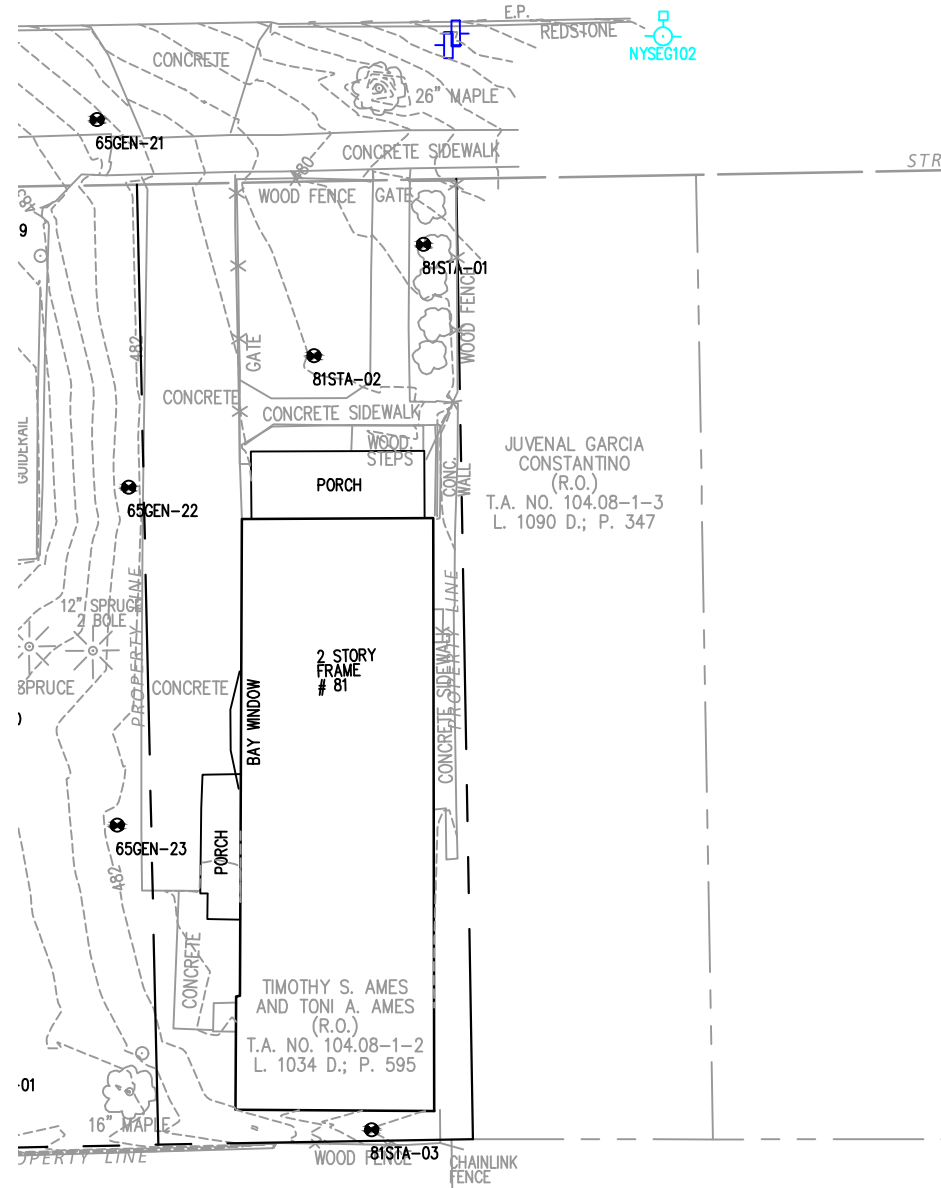 E.P.
REDSTONE
NYSEG102
CONCRETE
26" MAPLE
65GEN-21
CONCRETE SIDEWALK
STR
480
WOOD FENCE
GATE
48
9
81STA-01
WOOD FENCE
482
GATE
81STA-02
CONCRETE
CONCRETE SIDEWALK
GUIDERAIL
WOOD
STEPS
CONC.
WALL
JUVENAL GARCIA
CONSTANTINO
(R.O.)
T.A. NO. 104.08-1-3
L. 1090 D.; P. 347
PORCH
65GEN-22
12" SPRUCE
2 BOLE
PROPERTY LINE
PROPERTY LINE
CONCRETE SIDEWALK
2 STORY
FRAME
# 81
SPRUCE
CONCRETE
BAY WINDOW
65GEN-23
PORCH
482
CONCRETE
TIMOTHY S. AMES
AND TONI A. AMES
(R.O.)
T.A. NO. 104.08-1-2
L. 1034 D.; P. 595
-01
16" MAPLE
OPERTY LINE
WOOD FENCE
81STA-03
CHAINLINK
FENCE